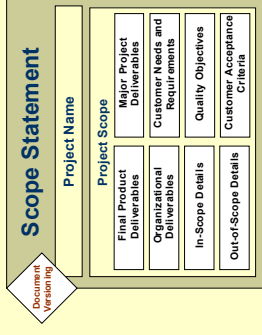 Scope Statement
Document
Versioning
Project Name
Project Scope
Final Product
Deliverables
Major Project
Deliverables
Organizational
Deliverables
Customer Needs and
Requirements
In-Scope Details
Quality Objectives
Out-of-Scope Details
Customer Acceptance
Criteria